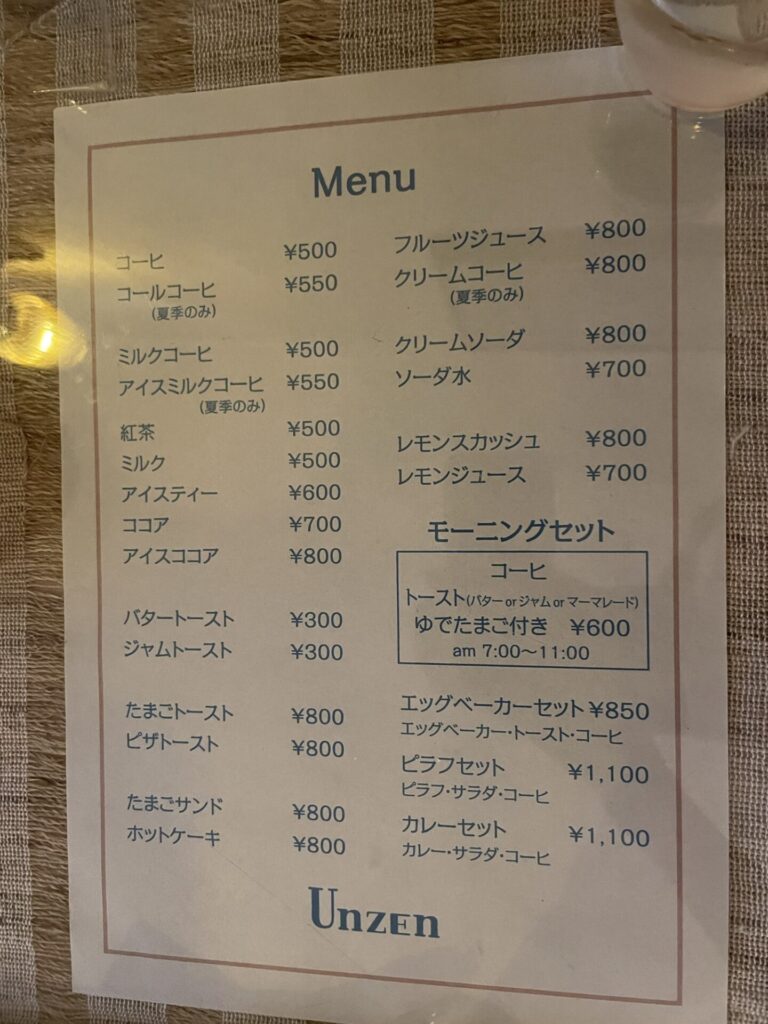 Menu
コーヒ ¥500
コールコーヒ ¥550
(夏季のみ)
ミルクコーヒ ¥500
アイスミルクコーヒ ¥550
(夏季のみ)
紅茶 ¥500
ミルク ¥500
アイスティー ¥600
ココア ¥700
アイスココア ¥800
バタートースト ¥300
ジャムトースト ¥300
たまごトースト ¥800
ピザトースト ¥800
たまごサンド ¥800
ホットケーキ ¥800
フルーツジュース ¥800
クリームコーヒ ¥800
(夏季のみ)
クリームソーダ ¥800
ソーダ水 ¥700
レモンスカッシュ ¥800
レモンジュース ¥700
モーニングセット
コーヒ
トースト(バター or ジャム or マーマレード)
ゆでたまご付き ¥600
am 7:00〜11:00
エッグベーカーセット ¥850
エッグベーカー・トースト・コーヒ
ピラフセット ¥1,100
ピラフ・サラダ・コーヒ
カレーセット ¥1,100
カレー・サラダ・コーヒ
UnZEn